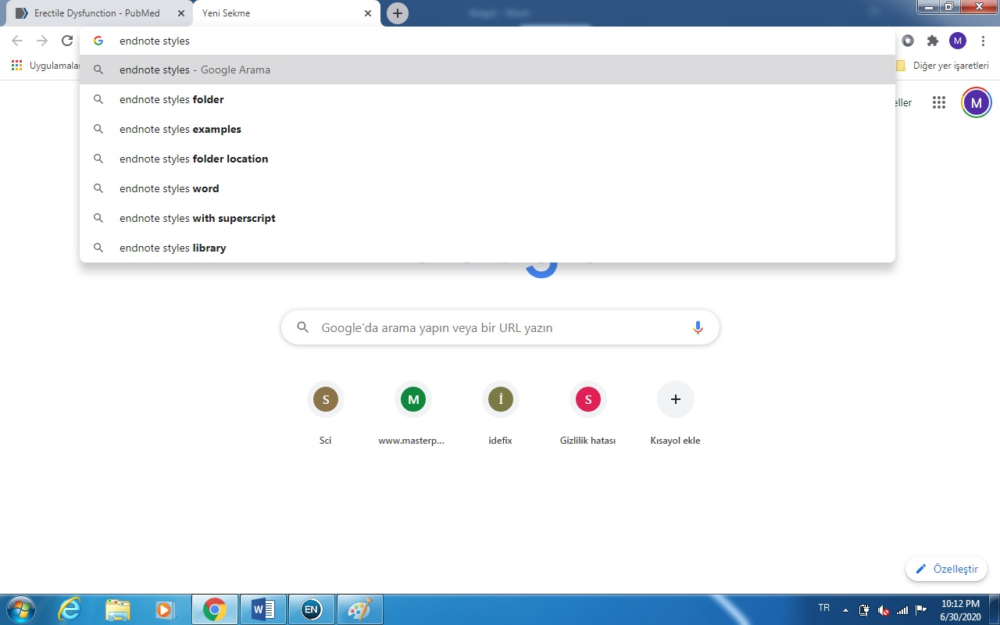 Erectile Dysfunction - PubMed
Yeni Sekme
endnote styles
Uygulamalar
Diğer yer işaretleri
endnote styles - Google Arama
endnote styles folder
endnote styles examples
endnote styles folder location
endnote styles word
endnote styles with superscript
endnote styles library
eller
M
M
Google'da arama yapın veya bir URL yazın
S
M
İ
S
Sci
www.masterp...
idefix
Gizlilik hatası
Kısayol ekle
Özelleştir
W
EN
TR
10:12 PM
6/30/2020